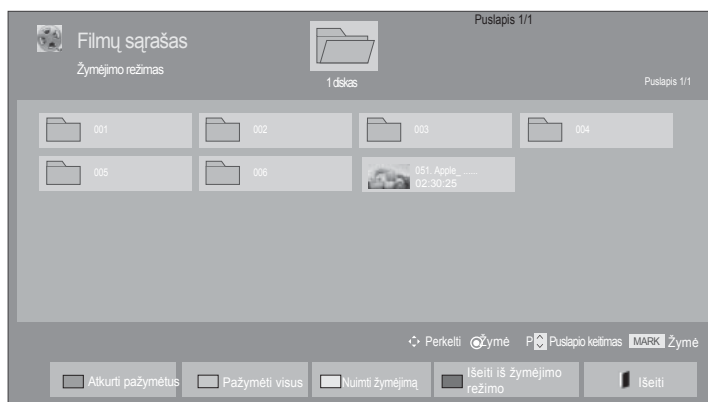 Puslapis 1/1
Filmų sąrašas
Žymėjimo režimas
1 diskas
Puslapis 1/1
001
002
003
004
005
006
051. Apple_ ......
02:30:25
Perkelti
Žymė
P
Puslapio keitimas
MARK
Žymė
Atkurti pažymėtus
Pažymėti visus
Nuimti žymėjimą
Išeiti iš žymėjimo
režimo
Išeiti